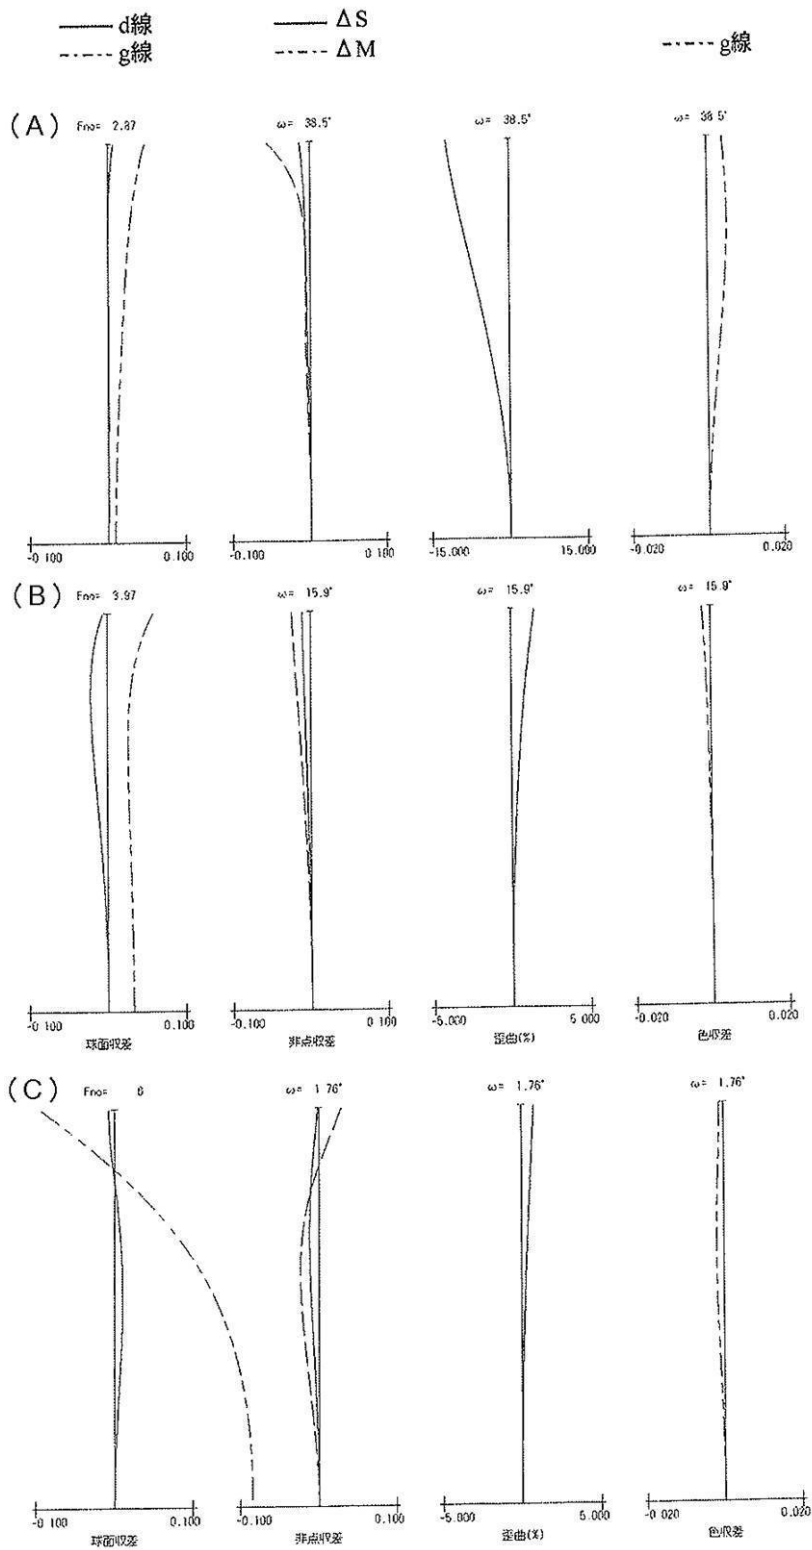 d線 ΔS
g線 ΔM g線
(A) Fno= 2.87 ω= 38.5° ω= 38.5° ω= 38.5°
-0.100 0.100 -0.100 0.100 -15.000 15.000 -0.020 0.020
(B) Fno= 3.97 ω= 15.9° ω= 15.9° ω= 15.9°
-0.100 0.100 -0.100 0.100 -5.000 5.000 -0.020 0.020
球面収差 非点収差 歪曲(%) 色収差
(C) Fno= 6 ω= 1.76° ω= 1.76° ω= 1.76°
-0.100 0.100 -0.100 0.100 -5.000 5.000 -0.020 0.020
球面収差 非点収差 歪曲(%) 色収差